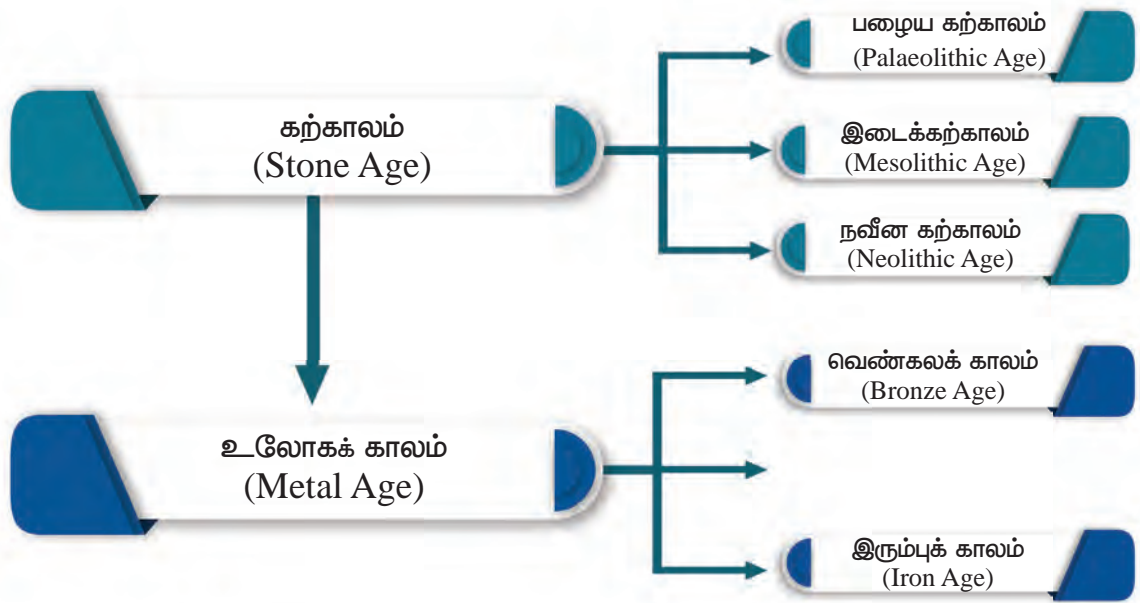 கற்காலம்
(Stone Age)
பழைய கற்காலம்
(Palaeolithic Age)
இடைக்கற்காலம்
(Mesolithic Age)
நவீன கற்காலம்
(Neolithic Age)
உலோகக் காலம்
(Metal Age)
வெண்கலக் காலம்
(Bronze Age)
இரும்புக் காலம்
(Iron Age)